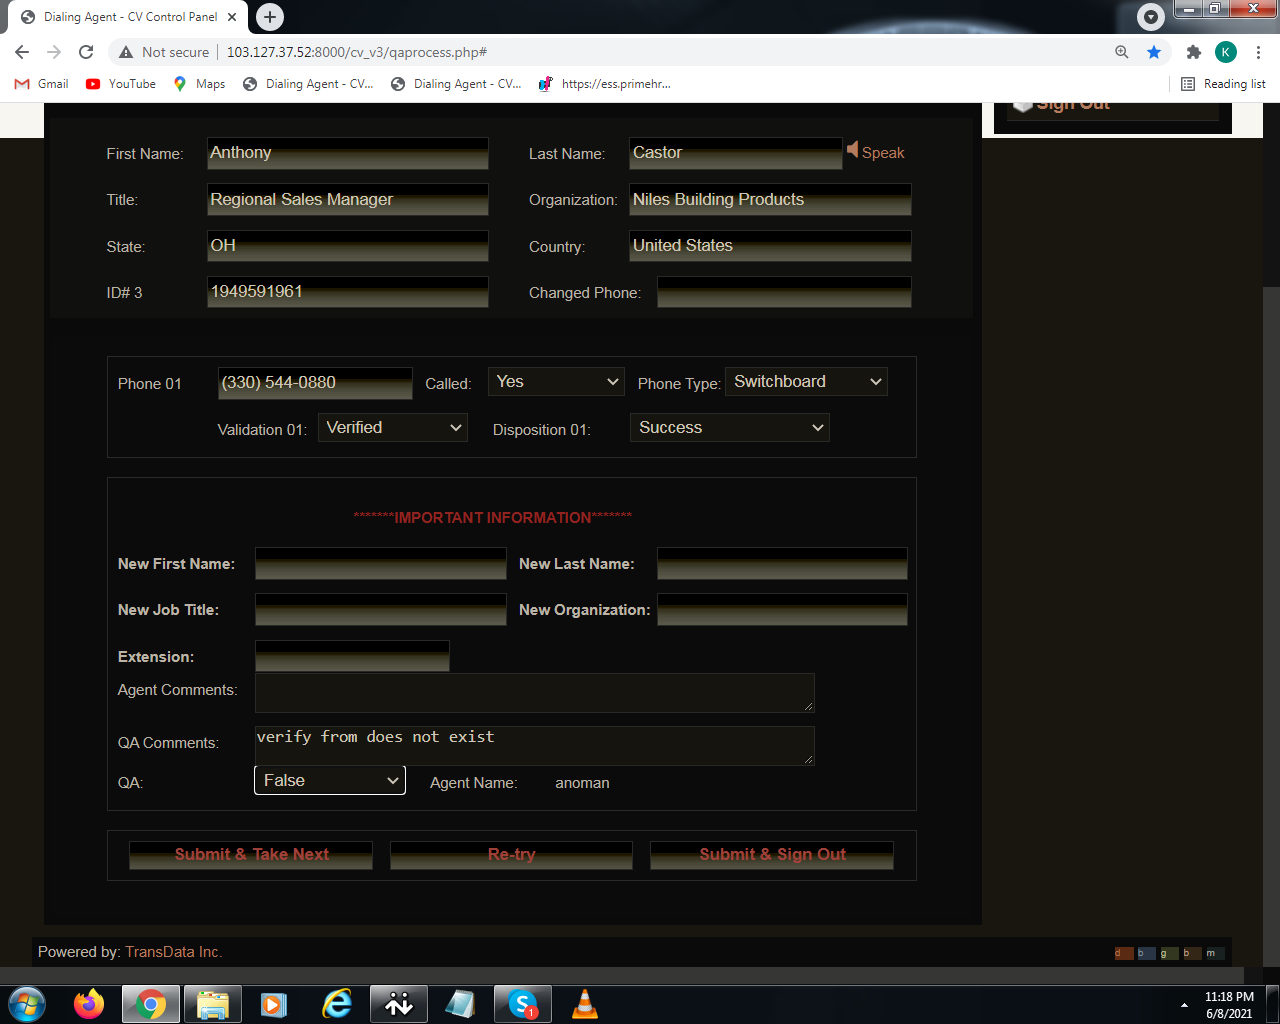 Dialing Agent - CV Control Panel
Not secure 103.127.37.52:8000/cv_v3/qaprocess.php# K
Gmail YouTube Maps Dialing Agent - CV... Dialing Agent - CV... https://ess.primehr... Reading list
Sign Out
First Name: Anthony Last Name: Castor Speak
Title: Regional Sales Manager Organization: Niles Building Products
State: OH Country: United States
ID# 3 1949591961 Changed Phone:
Phone 01 (330) 544-0880 Called: Yes Phone Type: Switchboard
Validation 01: Verified Disposition 01: Success
*******IMPORTANT INFORMATION*******
New First Name: New Last Name:
New Job Title: New Organization:
Extension:
Agent Comments:
QA Comments: verify from does not exist
QA: False Agent Name: anoman
Submit & Take Next Re-try Submit & Sign Out
Powered by: TransData Inc. d b g b m
11:18 PM
6/8/2021
S 1